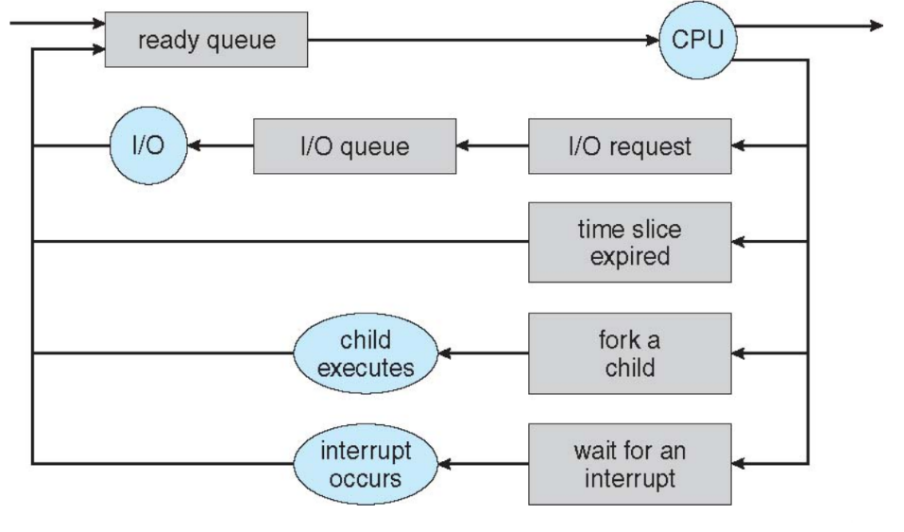 ready queue
CPU
I/O
I/O queue
I/O request
time slice
expired
child
executes
fork a
child
interrupt
occurs
wait for an
interrupt